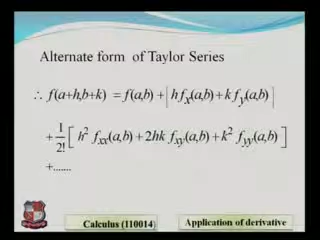 Alternate form of Taylor Series
∴ f(a+h,b+k) = f(a,b) + [h fx(a,b) + k fy(a,b)]
+ 1/2! [h² fxx(a,b) + 2hk fxy(a,b) + k² fyy(a,b)]
+.......
Calculus (110014) Application of derivative